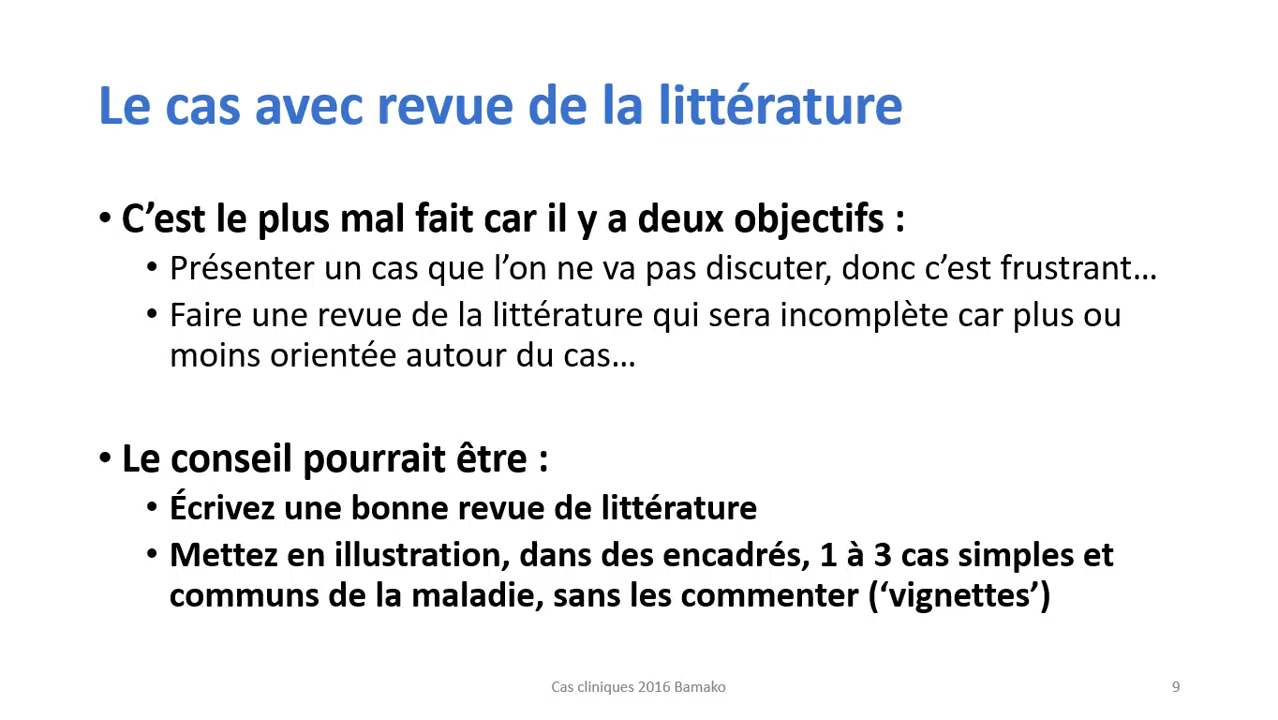 Le cas avec revue de la littérature
• C’est le plus mal fait car il y a deux objectifs :
• Présenter un cas que l’on ne va pas discuter, donc c’est frustrant…
• Faire une revue de la littérature qui sera incomplète car plus ou
moins orientée autour du cas…
• Le conseil pourrait être :
• Écrivez une bonne revue de littérature
• Mettez en illustration, dans des encadrés, 1 à 3 cas simples et
communs de la maladie, sans les commenter (‘vignettes’)
Cas cliniques 2016 Bamako
9